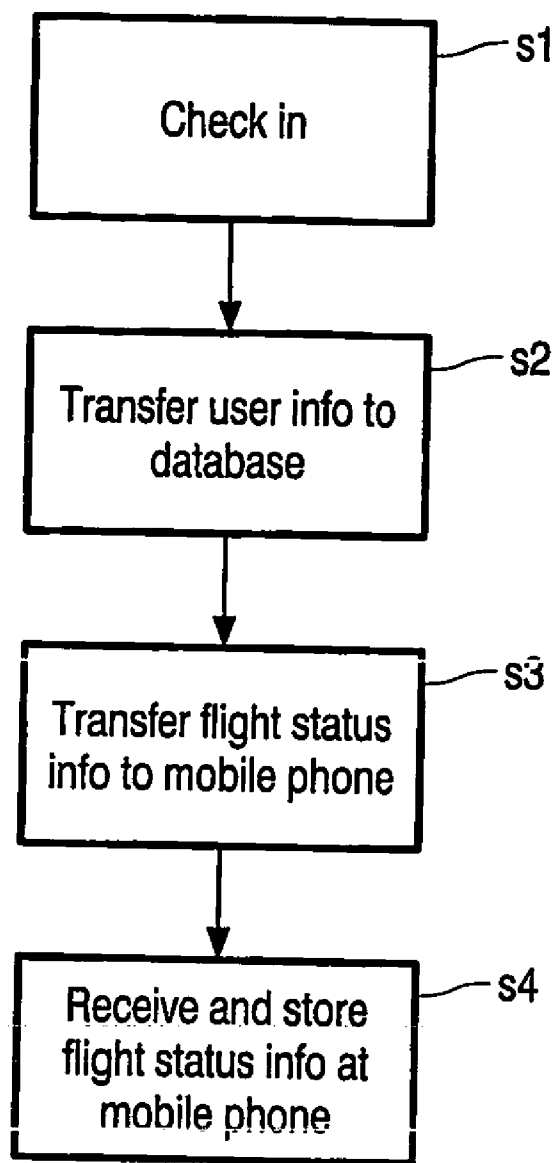 s1
Check in
s2
Transfer user info to
database
s3
Transfer flight status
info to mobile phone
s4
Receive and store
flight status info at
mobile phone